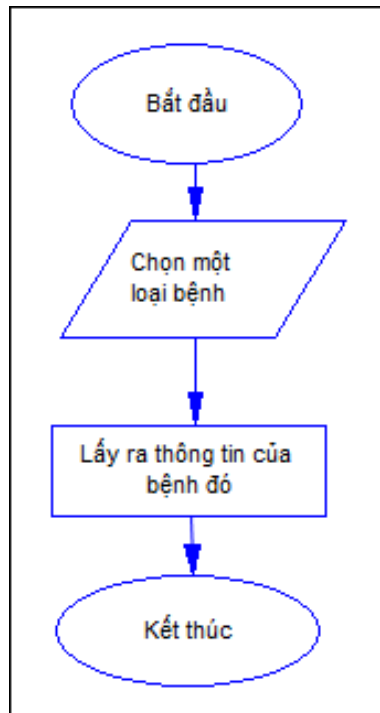 Bắt đầu
Chọn một
loại bệnh
Lấy ra thông tin của
bệnh đó
Kết thúc